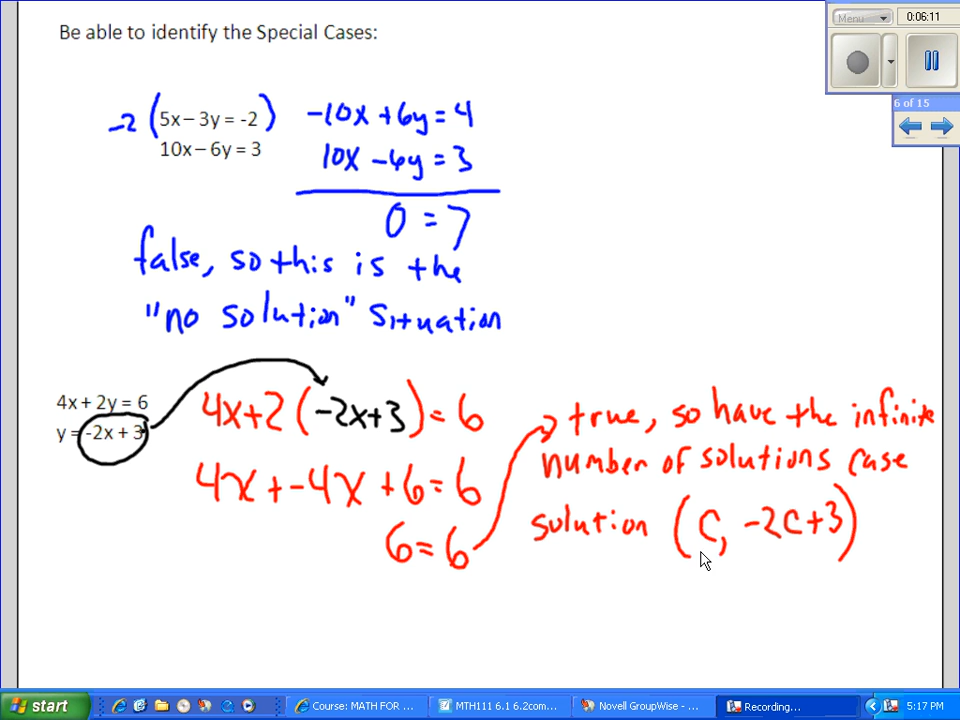 Be able to identify the Special Cases:
Menu
0:06:11
6 of 15
-2 (5x – 3y = -2) -10x + 6y = 4
10x – 6y = 3 10x - 6y = 3
0 = 7
false, so this is the
"no solution" situation
4x + 2y = 6 4x+2(-2x+3) = 6
y = -2x + 3
true, so have the infinite
number of solutions case
4x + -4x + 6 = 6
solution (c, -2c+3)
6 = 6
start
Course: MATH FOR ...
MTH111 6.1 6.2com...
Novell GroupWise - ...
Recording...
5:17 PM